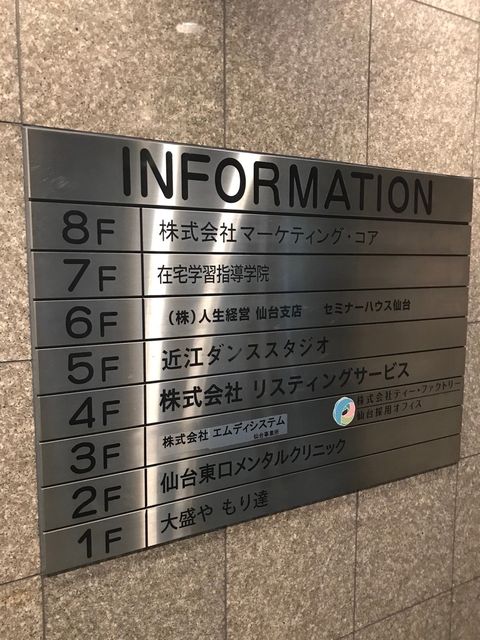 INFORMATION
8F 株式会社マーケティング・コア
7F 在宅学習指導学院
6F (株)人生経営 仙台支店 セミナーハウス仙台
5F 近江ダンススタジオ
4F 株式会社 リスティングサービス
株式会社ティー・ファクトリー
仙台採用オフィス
3F 株式会社 エムディシステム
仙台事業所
2F 仙台東口メンタルクリニック
1F 大盛や もり達